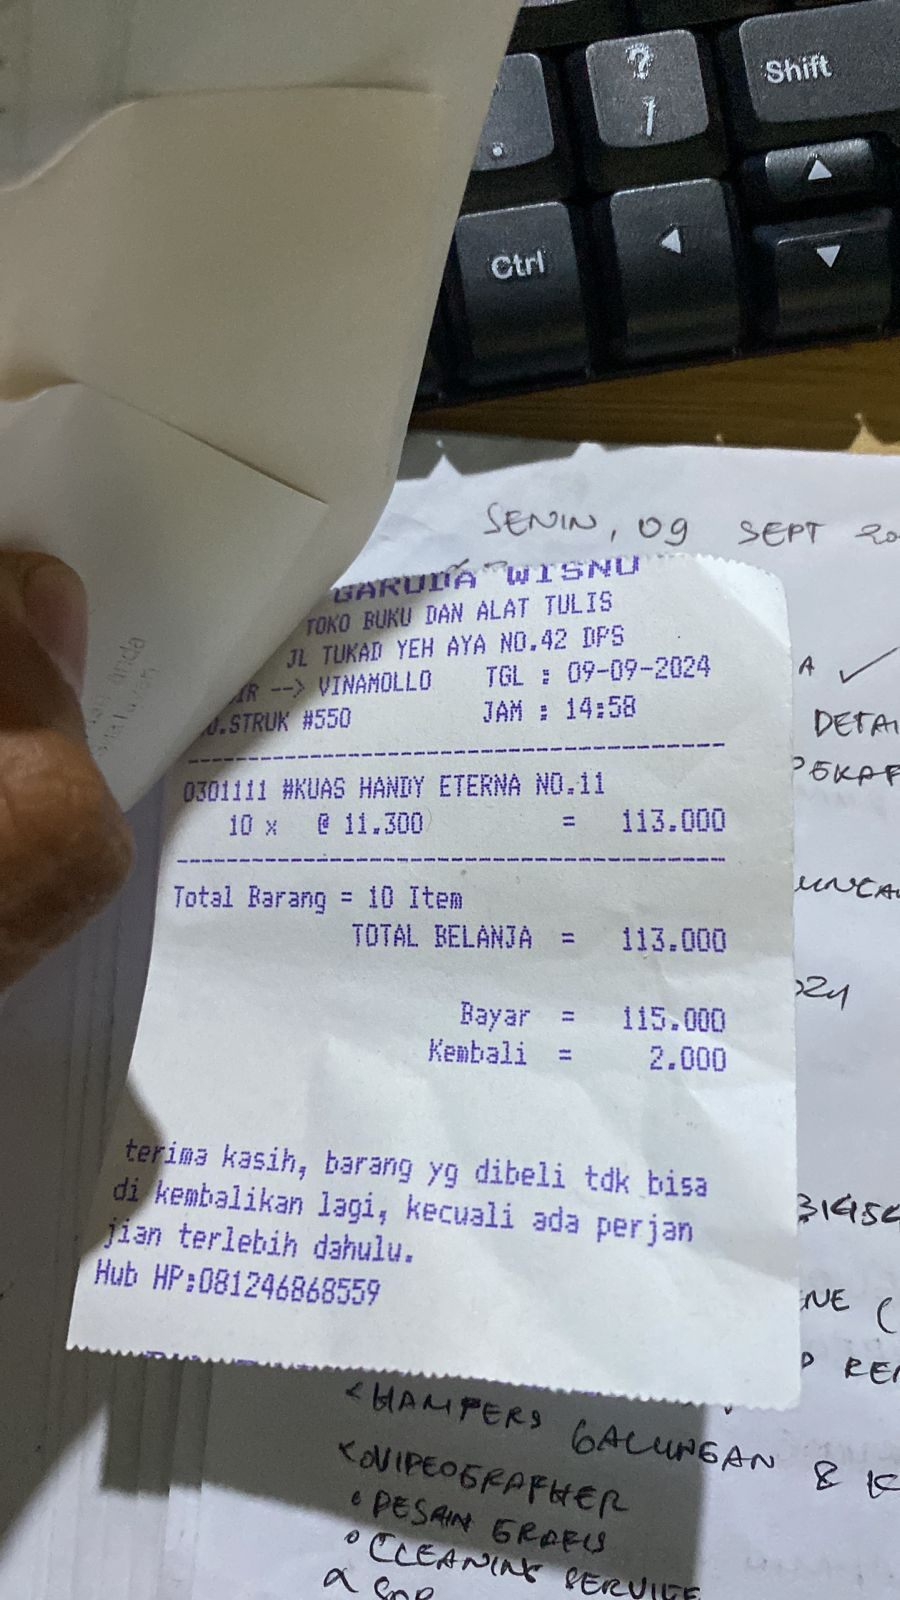 ?
/
Shift
.
Ctrl
SENIN, 09 SEPT
GARUDA WISNU
TOKO BUKU DAN ALAT TULIS
JL TUKAD YEH AYA NO.42 DPS
--> VINAMOLLO TGL : 09-09-2024
.STRUK #550 JAM : 14:58
0301111 #KUAS HANDY ETERNA NO.11
10 x @ 11.300 = 113.000
Total Barang = 10 Item
TOTAL BELANJA = 113.000
Bayar = 115.000
Kembali = 2.000
terima kasih, barang yg dibeli tdk bisa
di kembalikan lagi, kecuali ada perjan
jian terlebih dahulu.
Hub HP:081246868559
A ✓
DETAI
HAMPERS GALUNGAN & K
VIDEOGRAFHER
DESAIN GRAFIS
CLEANING SERVICE